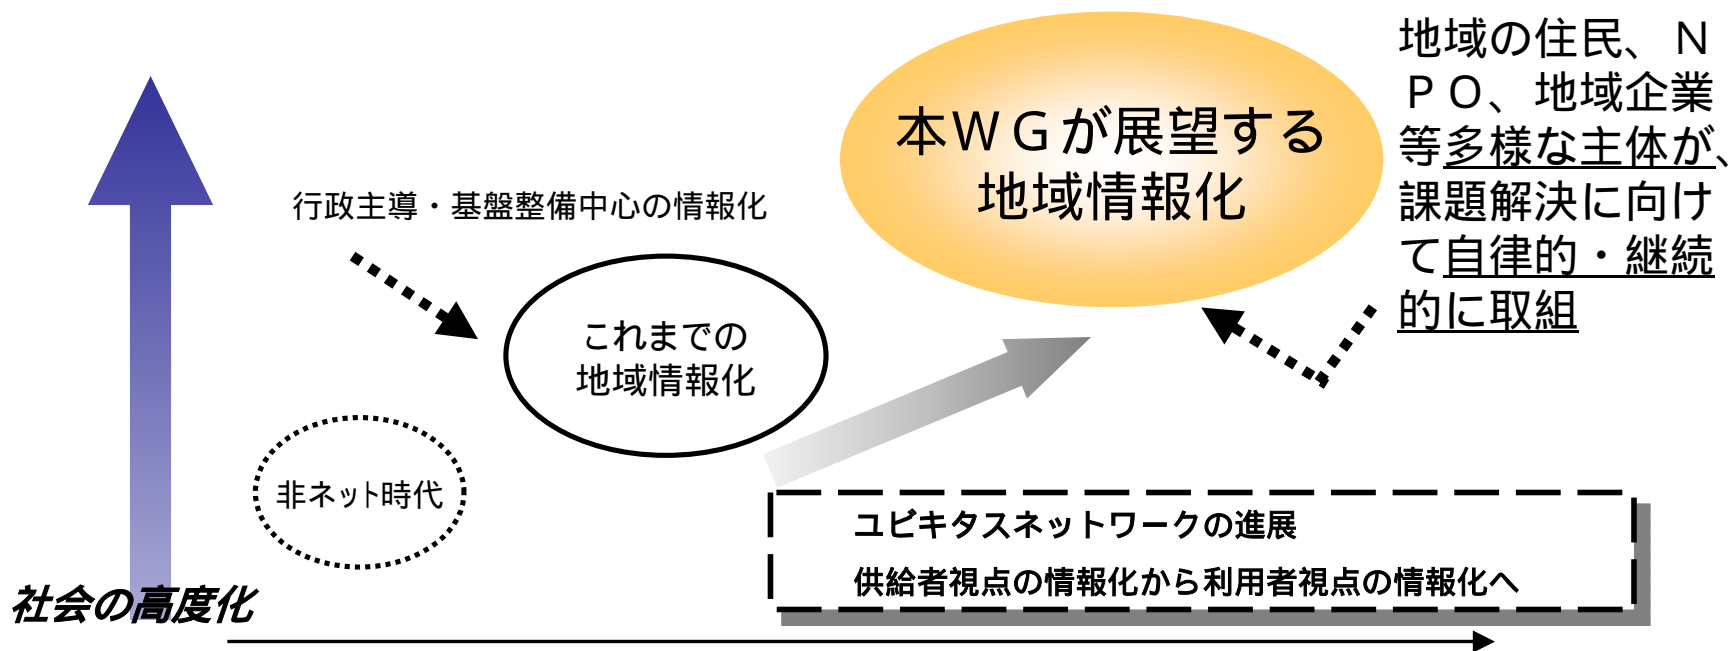 本ＷＧが展望する
地域情報化
地域の住民、Ｎ
ＰＯ、地域企業
等多様な主体が、
課題解決に向け
て自律的・継続
的に取組
行政主導・基盤整備中心の情報化
これまでの
地域情報化
非ネット時代
ユビキタスネットワークの進展
供給者視点の情報化から利用者視点の情報化へ
社会の高度化